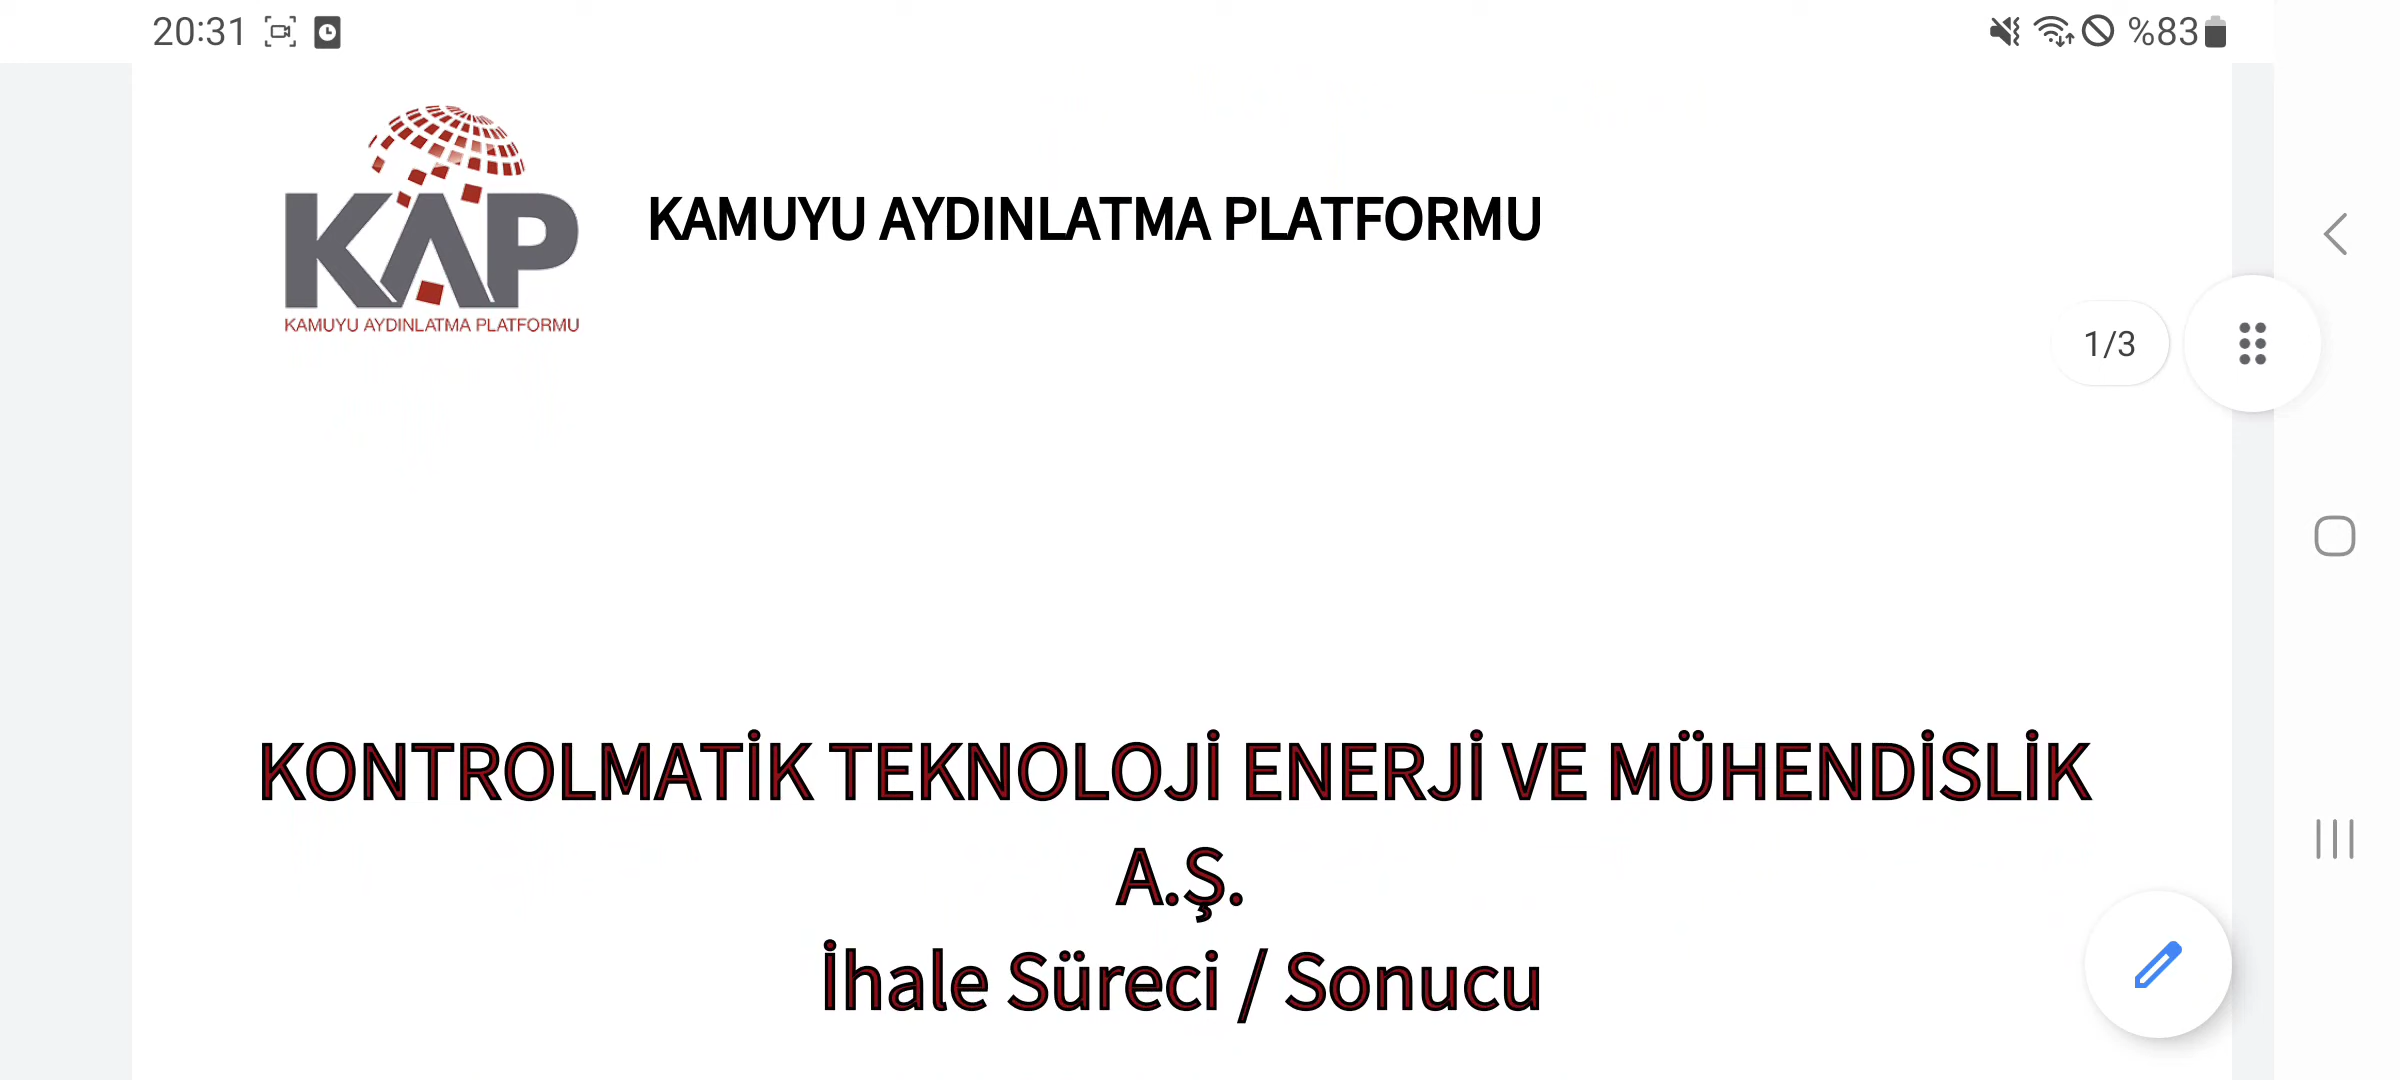 20:31 %83
KAP
KAMUYU AYDINLATMA PLATFORMU
KAMUYU AYDINLATMA PLATFORMU
1/3
KONTROLMATİK TEKNOLOJİ ENERJİ VE MÜHENDİSLİK
A.Ş.
İhale Süreci / Sonucu